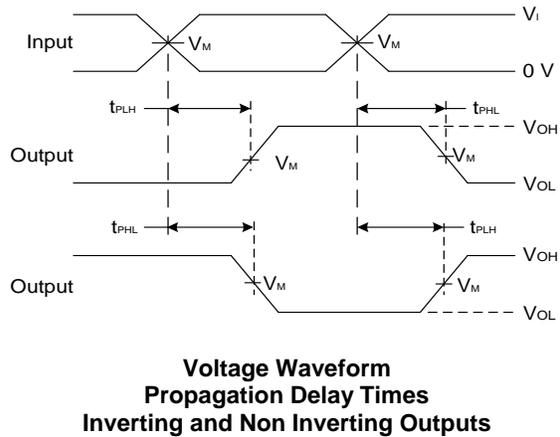 VI
Input
VM
VM
0 V
tPLH
tPHL
VOH
Output
VM
VM
VOL
tPHL
tPLH
VOH
Output
VM
VM
VOL
Voltage Waveform
Propagation Delay Times
Inverting and Non Inverting Outputs